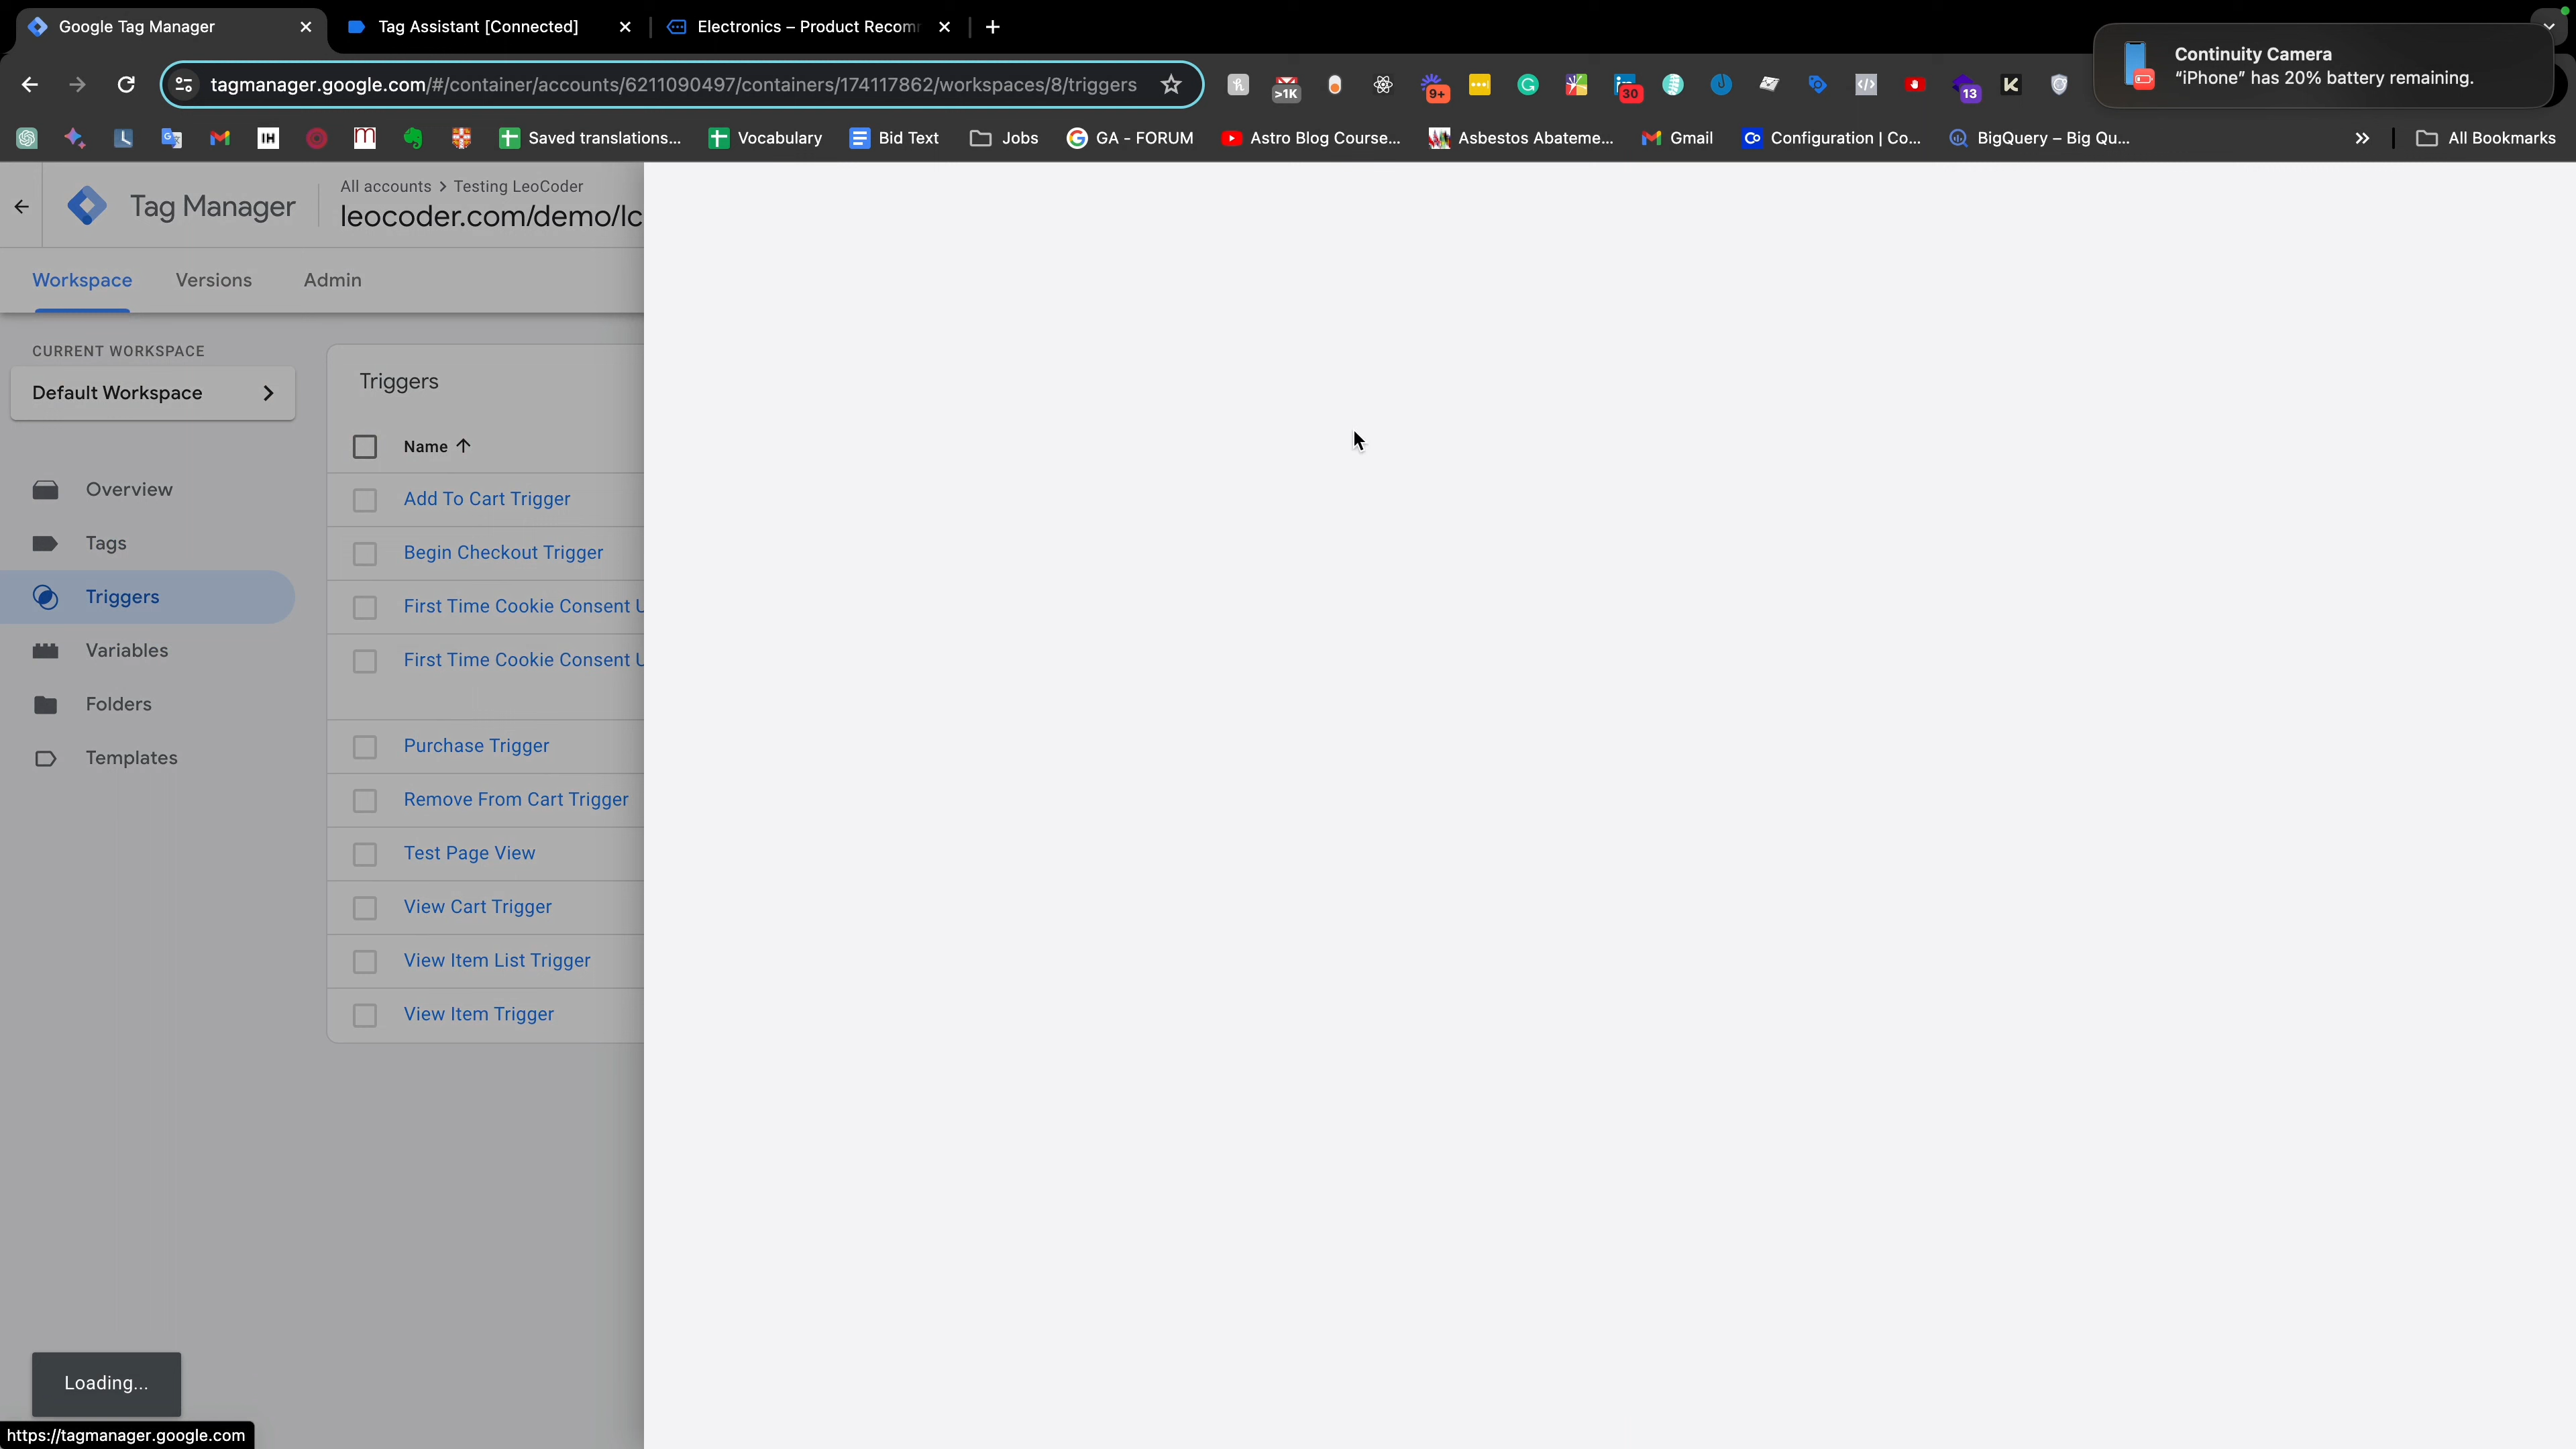 Google Tag Manager
Tag Assistant [Connected]
Electronics – Product Recom
Continuity Camera
“iPhone” has 20% battery remaining.
tagmanager.google.com/#/container/accounts/6211090497/containers/174117862/workspaces/8/triggers
>1K
9+
30
13
IH
Saved translations...
Vocabulary
Bid Text
Jobs
GA - FORUM
Astro Blog Course...
Asbestos Abateme...
Gmail
Configuration | Co...
BigQuery – Big Qu...
All Bookmarks
Tag Manager
All accounts > Testing LeoCoder
leocoder.com/demo/lc
Workspace
Versions
Admin
CURRENT WORKSPACE
Default Workspace
Overview
Tags
Triggers
Variables
Folders
Templates
Triggers
Name
Add To Cart Trigger
Begin Checkout Trigger
First Time Cookie Consent U
First Time Cookie Consent U
Purchase Trigger
Remove From Cart Trigger
Test Page View
View Cart Trigger
View Item List Trigger
View Item Trigger
Loading...
https://tagmanager.google.com